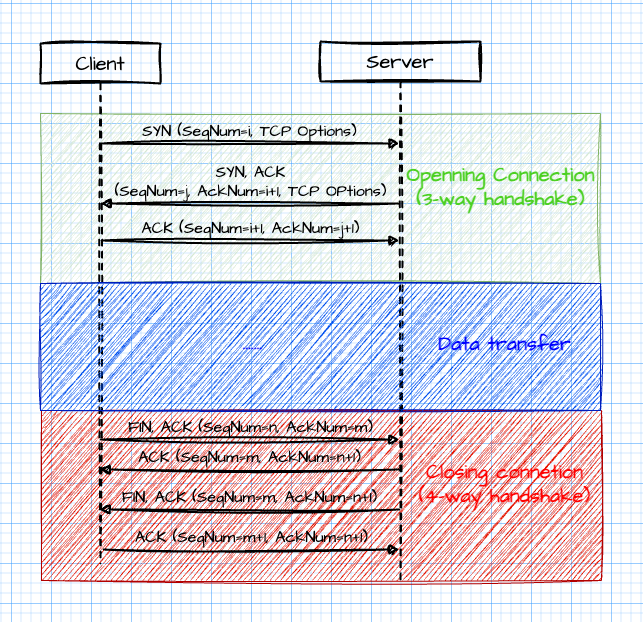 Client
Server
SYN (SeqNum=i, TCP Options)
SYN, ACK
(SeqNum=j, AckNum=i+1, TCP OPtions)
Openning Connection
(3-way handshake)
ACK (SeqNum=i+1, AckNum=j+1)
......
Data transfer
FIN, ACK (SeqNum=n, AckNum=m)
ACK (SeqNum=m, AckNum=n+1)
Closing connetion
(4-way handshake)
FIN, ACK (SeqNum=m, AckNum=n+1)
ACK (SeqNum=m+1, AckNum=n+1)